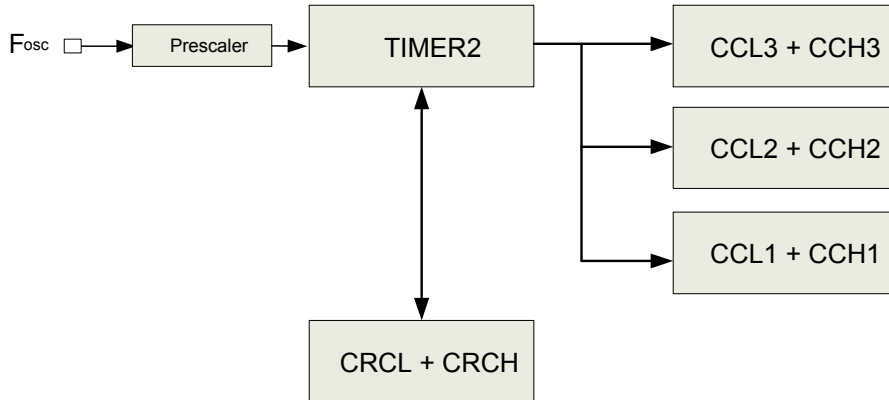 Fosc
Prescaler
TIMER2
CCL3 + CCH3
CCL2 + CCH2
CCL1 + CCH1
CRCL + CRCH